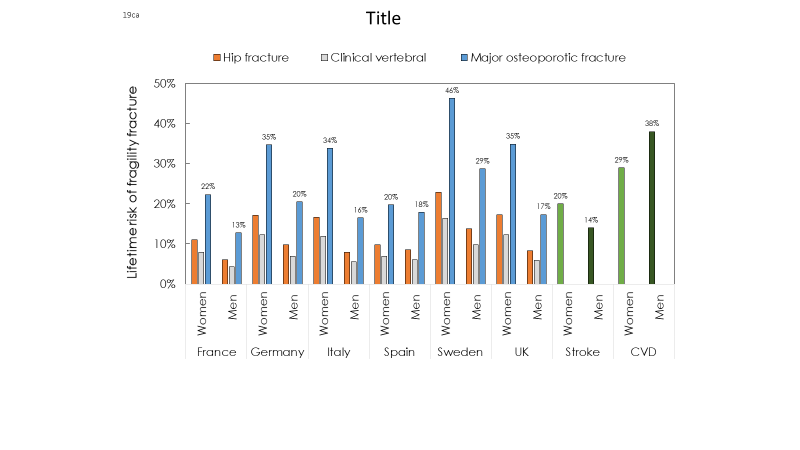 19ca
Title
Hip fracture Clinical vertebral Major osteoporotic fracture
Lifetime risk of fragility fracture
50%
40%
30%
20%
10%
0%
22% 13% 35% 20% 34% 16% 20% 18% 46% 29% 35% 17% 20% 14% 29% 38%
Women Men Women Men Women Men Women Men Women Men Women Men Women Men Women Men
France Germany Italy Spain Sweden UK Stroke CVD